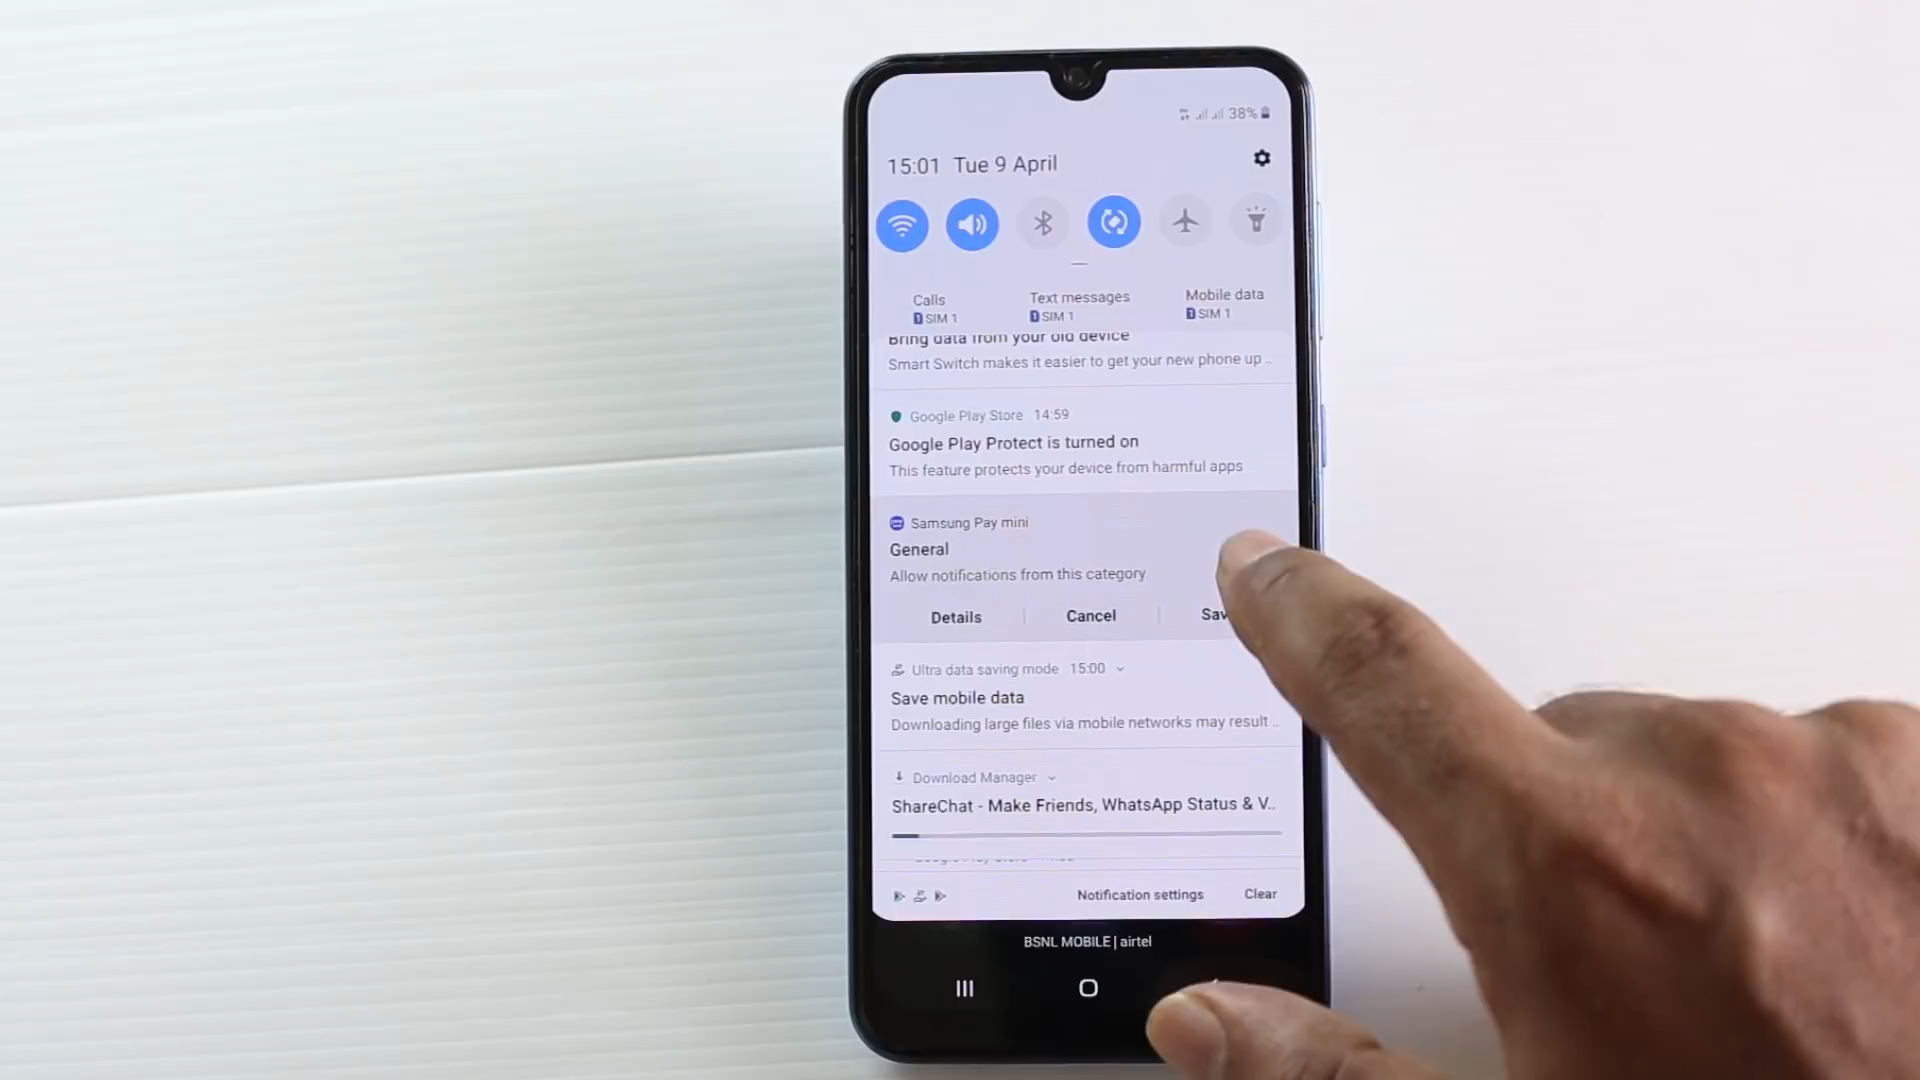 38%
15:01 Tue 9 April
Calls
Text messages
Mobile data
1 SIM 1
1 SIM 1
1 SIM 1
Bring data from your old device
Smart Switch makes it easier to get your new phone up ..
Google Play Store 14:59
Google Play Protect is turned on
This feature protects your device from harmful apps
Samsung Pay mini
General
Allow notifications from this category
Details
Cancel
Sav
Ultra data saving mode 15:00
Save mobile data
Downloading large files via mobile networks may result ..
Download Manager
ShareChat - Make Friends, WhatsApp Status & V..
Notification settings
Clear
BSNL MOBILE | airtel